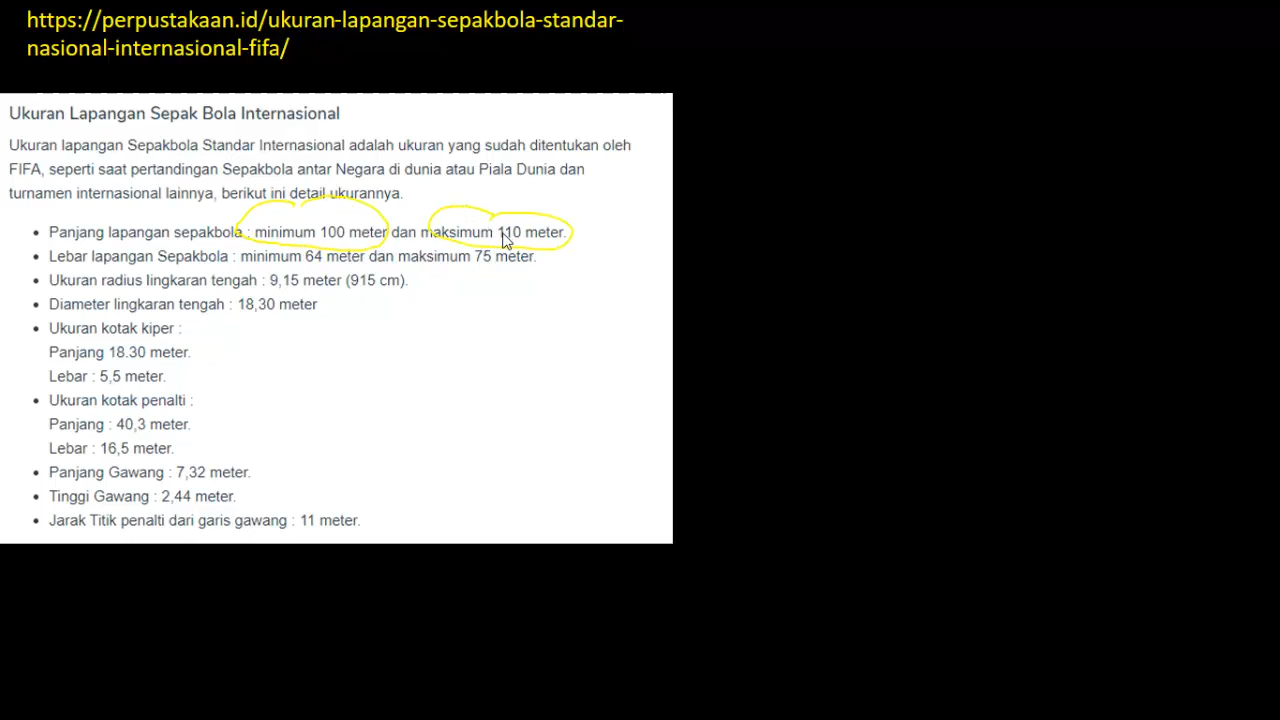 https://perpustakaan.id/ukuran-lapangan-sepakbola-standar-
nasional-internasional-fifa/
Ukuran Lapangan Sepak Bola Internasional
Ukuran lapangan Sepakbola Standar Internasional adalah ukuran yang sudah ditentukan oleh
FIFA, seperti saat pertandingan Sepakbola antar Negara di dunia atau Piala Dunia dan
turnamen internasional lainnya, berikut ini detail ukurannya.
• Panjang lapangan sepakbola : minimum 100 meter dan maksimum 110 meter.
• Lebar lapangan Sepakbola : minimum 64 meter dan maksimum 75 meter.
• Ukuran radius lingkaran tengah : 9,15 meter (915 cm).
• Diameter lingkaran tengah : 18,30 meter
• Ukuran kotak kiper :
Panjang 18.30 meter.
Lebar : 5,5 meter.
• Ukuran kotak penalti :
Panjang : 40,3 meter.
Lebar : 16,5 meter.
• Panjang Gawang : 7,32 meter.
• Tinggi Gawang : 2,44 meter.
• Jarak Titik penalti dari garis gawang : 11 meter.